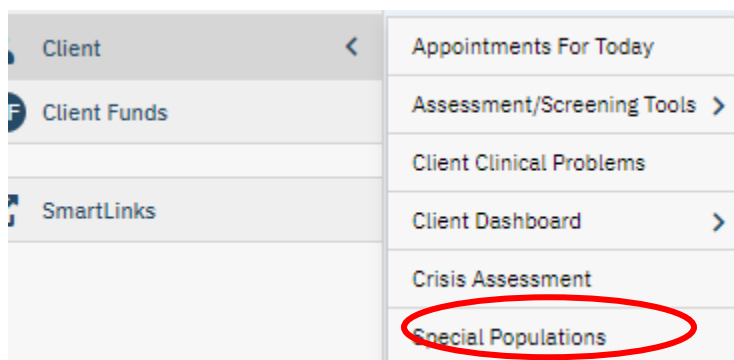 Client
Client Funds
SmartLinks
Appointments For Today
Assessment/Screening Tools
Client Clinical Problems
Client Dashboard
Crisis Assessment
Special Populations